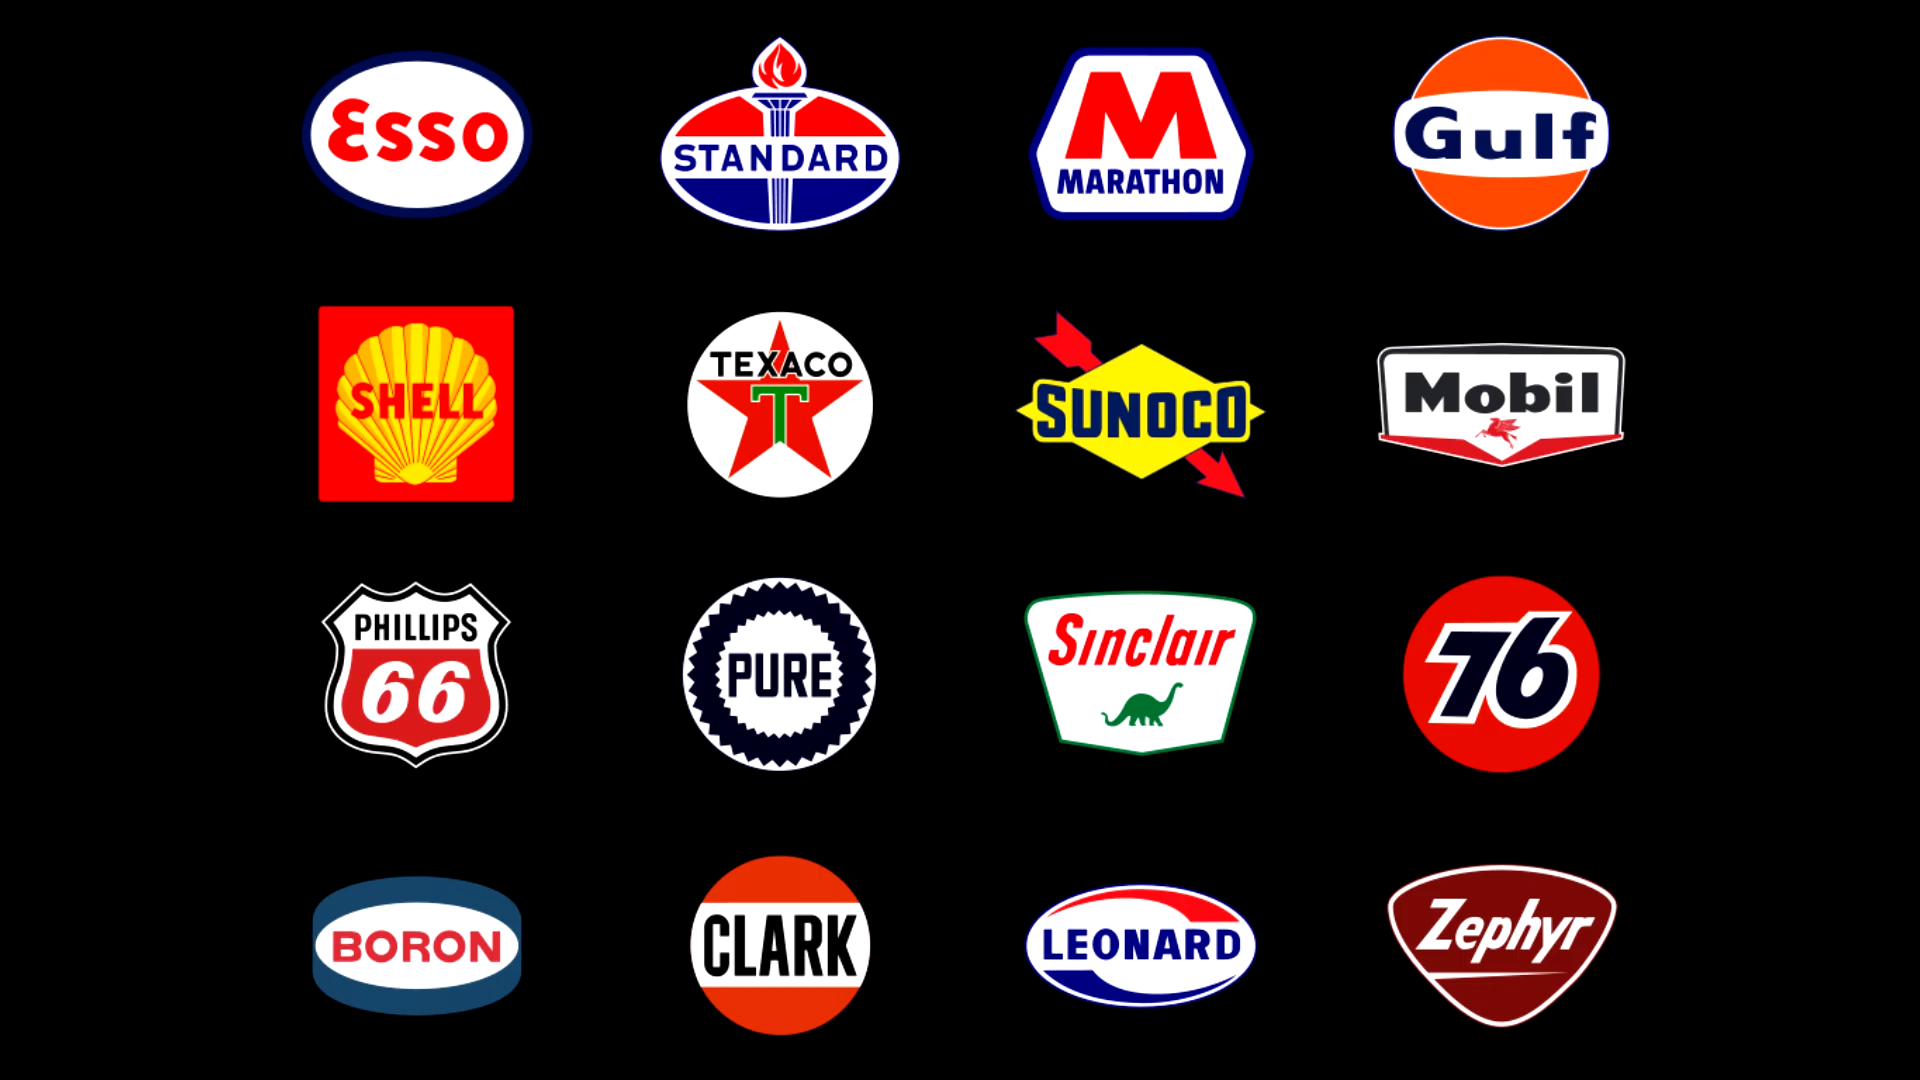 Esso
STANDARD
M
MARATHON
Gulf
SHELL
TEXACO
T
SUNOCO
Mobil
PHILLIPS
66
PURE
Sinclair
76
BORON
CLARK
LEONARD
Zephyr